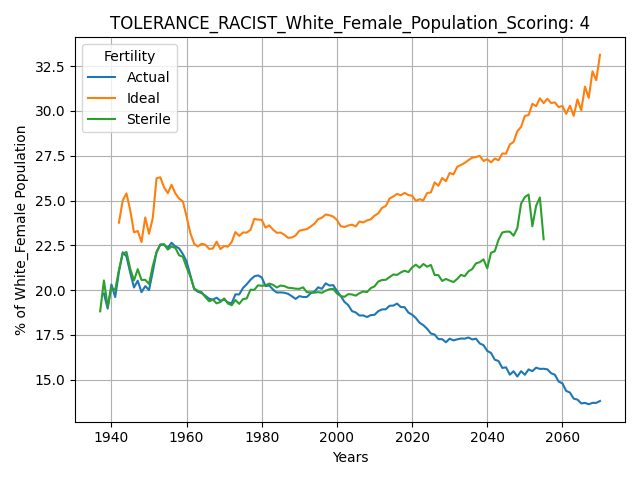 TOLERANCE_RACIST_White_Female_Population_Scoring: 4
Fertility
Actual
Ideal
Sterile
% of White_Female Population
32.5
30.0
27.5
25.0
22.5
20.0
17.5
15.0
1940 1960 1980 2000 2020 2040 2060
Years